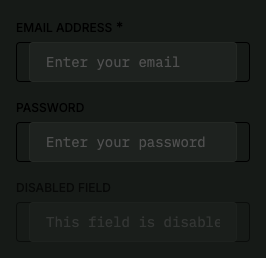 EMAIL ADDRESS *
Enter your email
PASSWORD
Enter your password
DISABLED FIELD
This field is disable